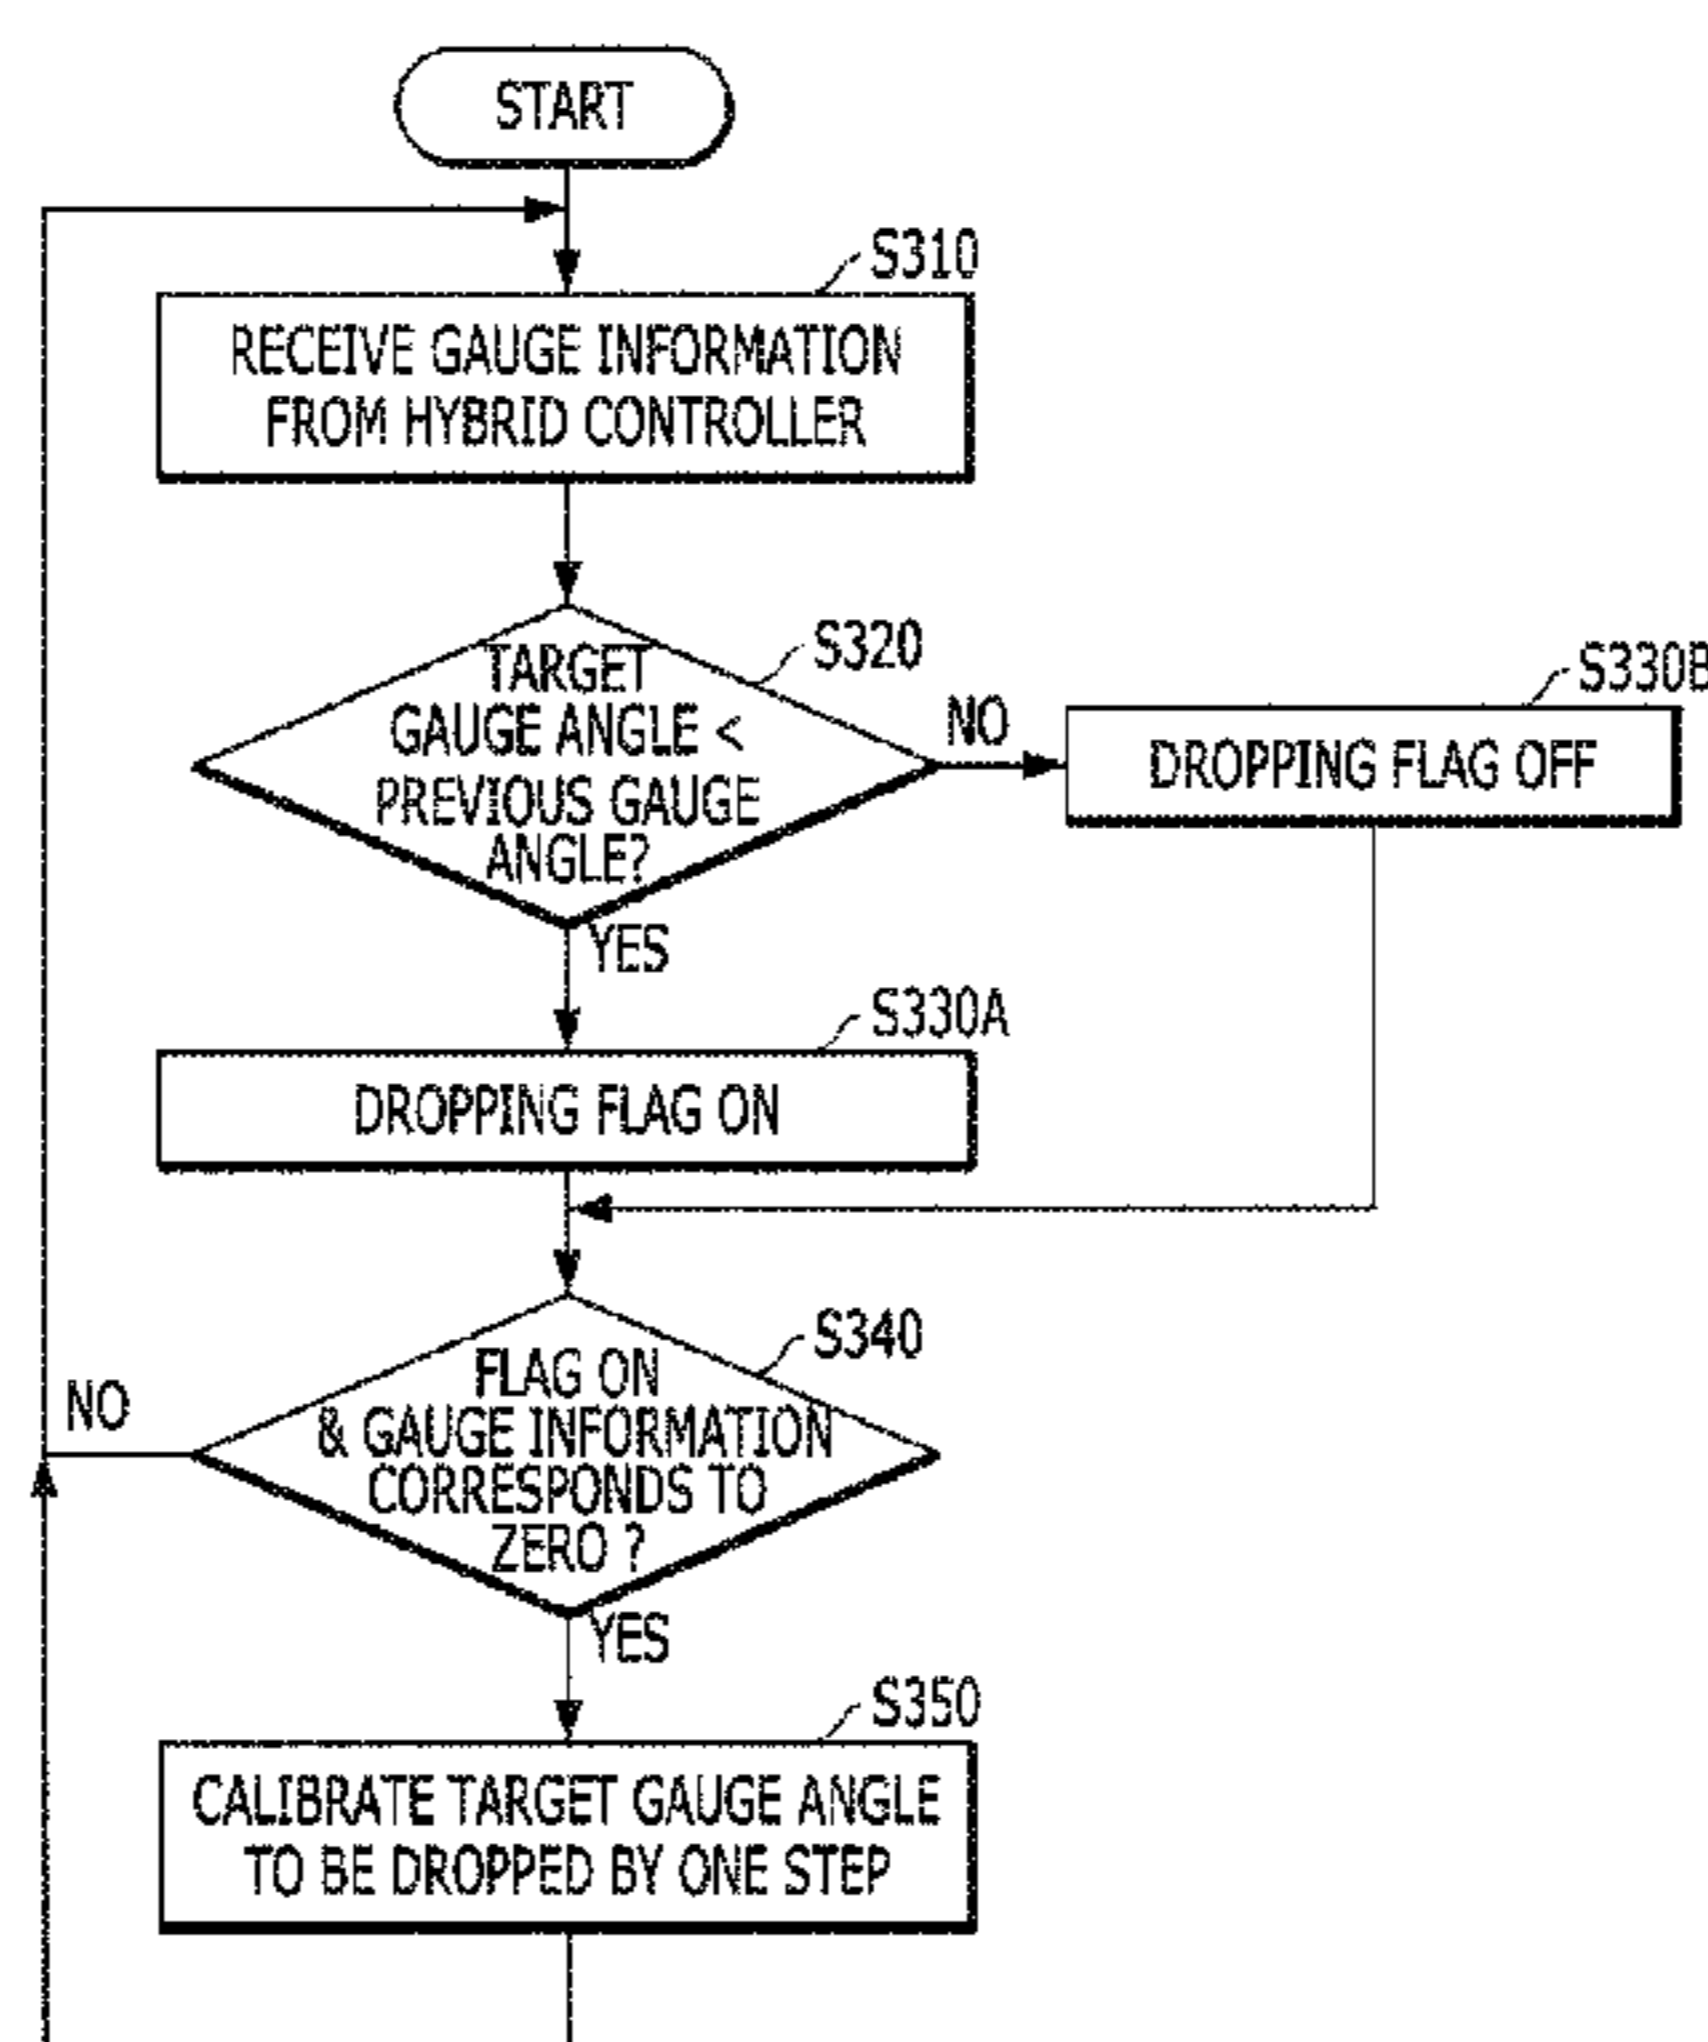 START
S310
RECEIVE GAUGE INFORMATION
FROM HYBRID CONTROLLER
S320
TARGET
GAUGE ANGLE <
PREVIOUS GAUGE
ANGLE?
NO
S330B
DROPPING FLAG OFF
YES
S330A
DROPPING FLAG ON
S340
FLAG ON
& GAUGE INFORMATION
CORRESPONDS TO
ZERO ?
NO
YES
S350
CALIBRATE TARGET GAUGE ANGLE
TO BE DROPPED BY ONE STEP